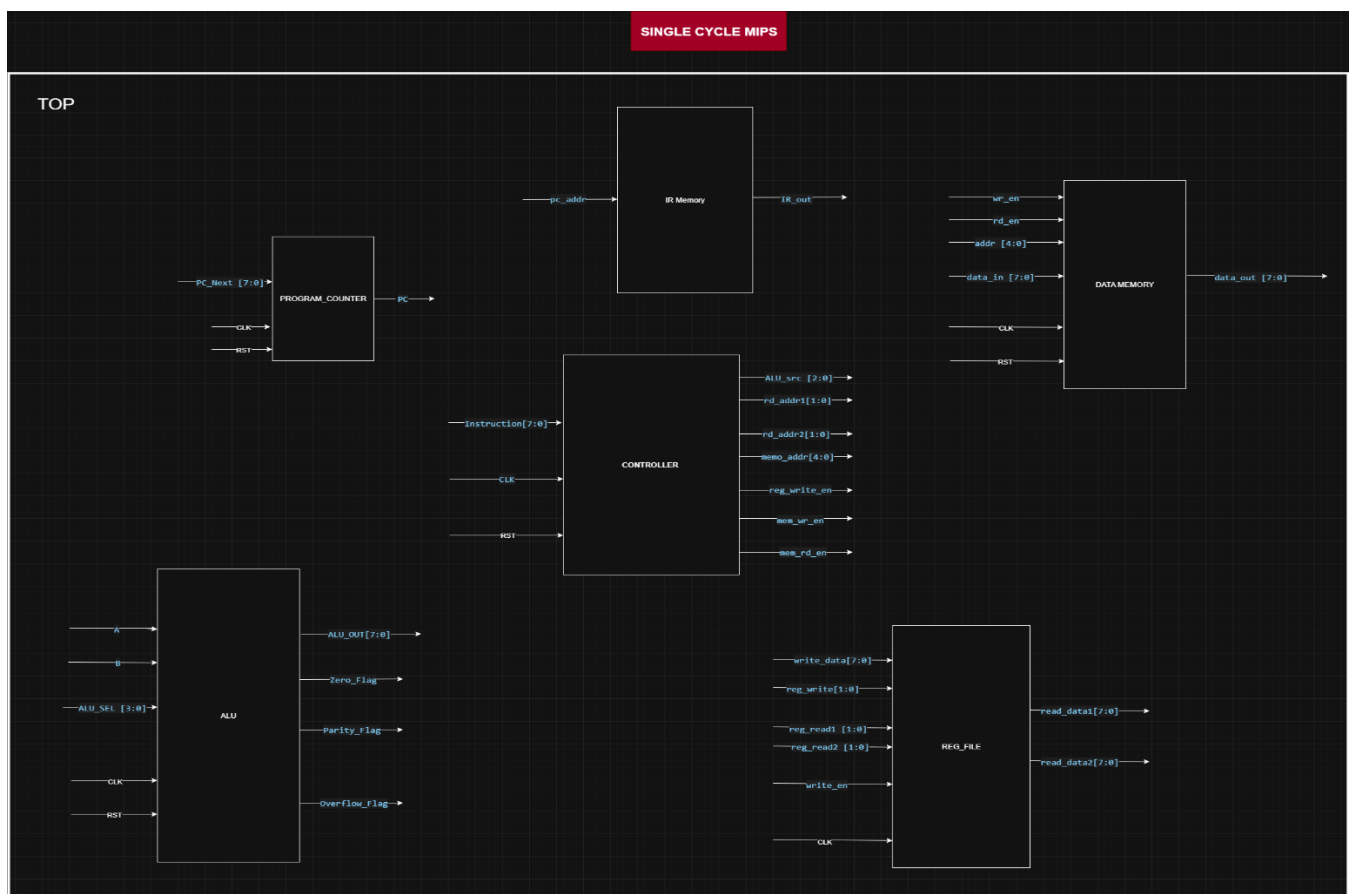 SINGLE CYCLE MIPS
TOP
pc_addr
IR Memory
IR_out
wr_en
rd_en
addr [4:0]
data_in [7:0]
CLK
RST
DATA MEMORY
data_out [7:0]
PC_Next [7:0]
CLK
RST
PROGRAM_COUNTER
PC
Instruction[7:0]
CLK
RST
CONTROLLER
ALU_src [2:0]
rd_addr1[1:0]
rd_addr2[1:0]
memo_addr[4:0]
reg_write_en
mem_wr_en
mem_rd_en
A
B
ALU_SEL [3:0]
CLK
RST
ALU
ALU_OUT[7:0]
Zero_Flag
Parity_Flag
Overflow_Flag
write_data[7:0]
reg_write[1:0]
reg_read1 [1:0]
reg_read2 [1:0]
write_en
CLK
REG_FILE
read_data1[7:0]
read_data2[7:0]